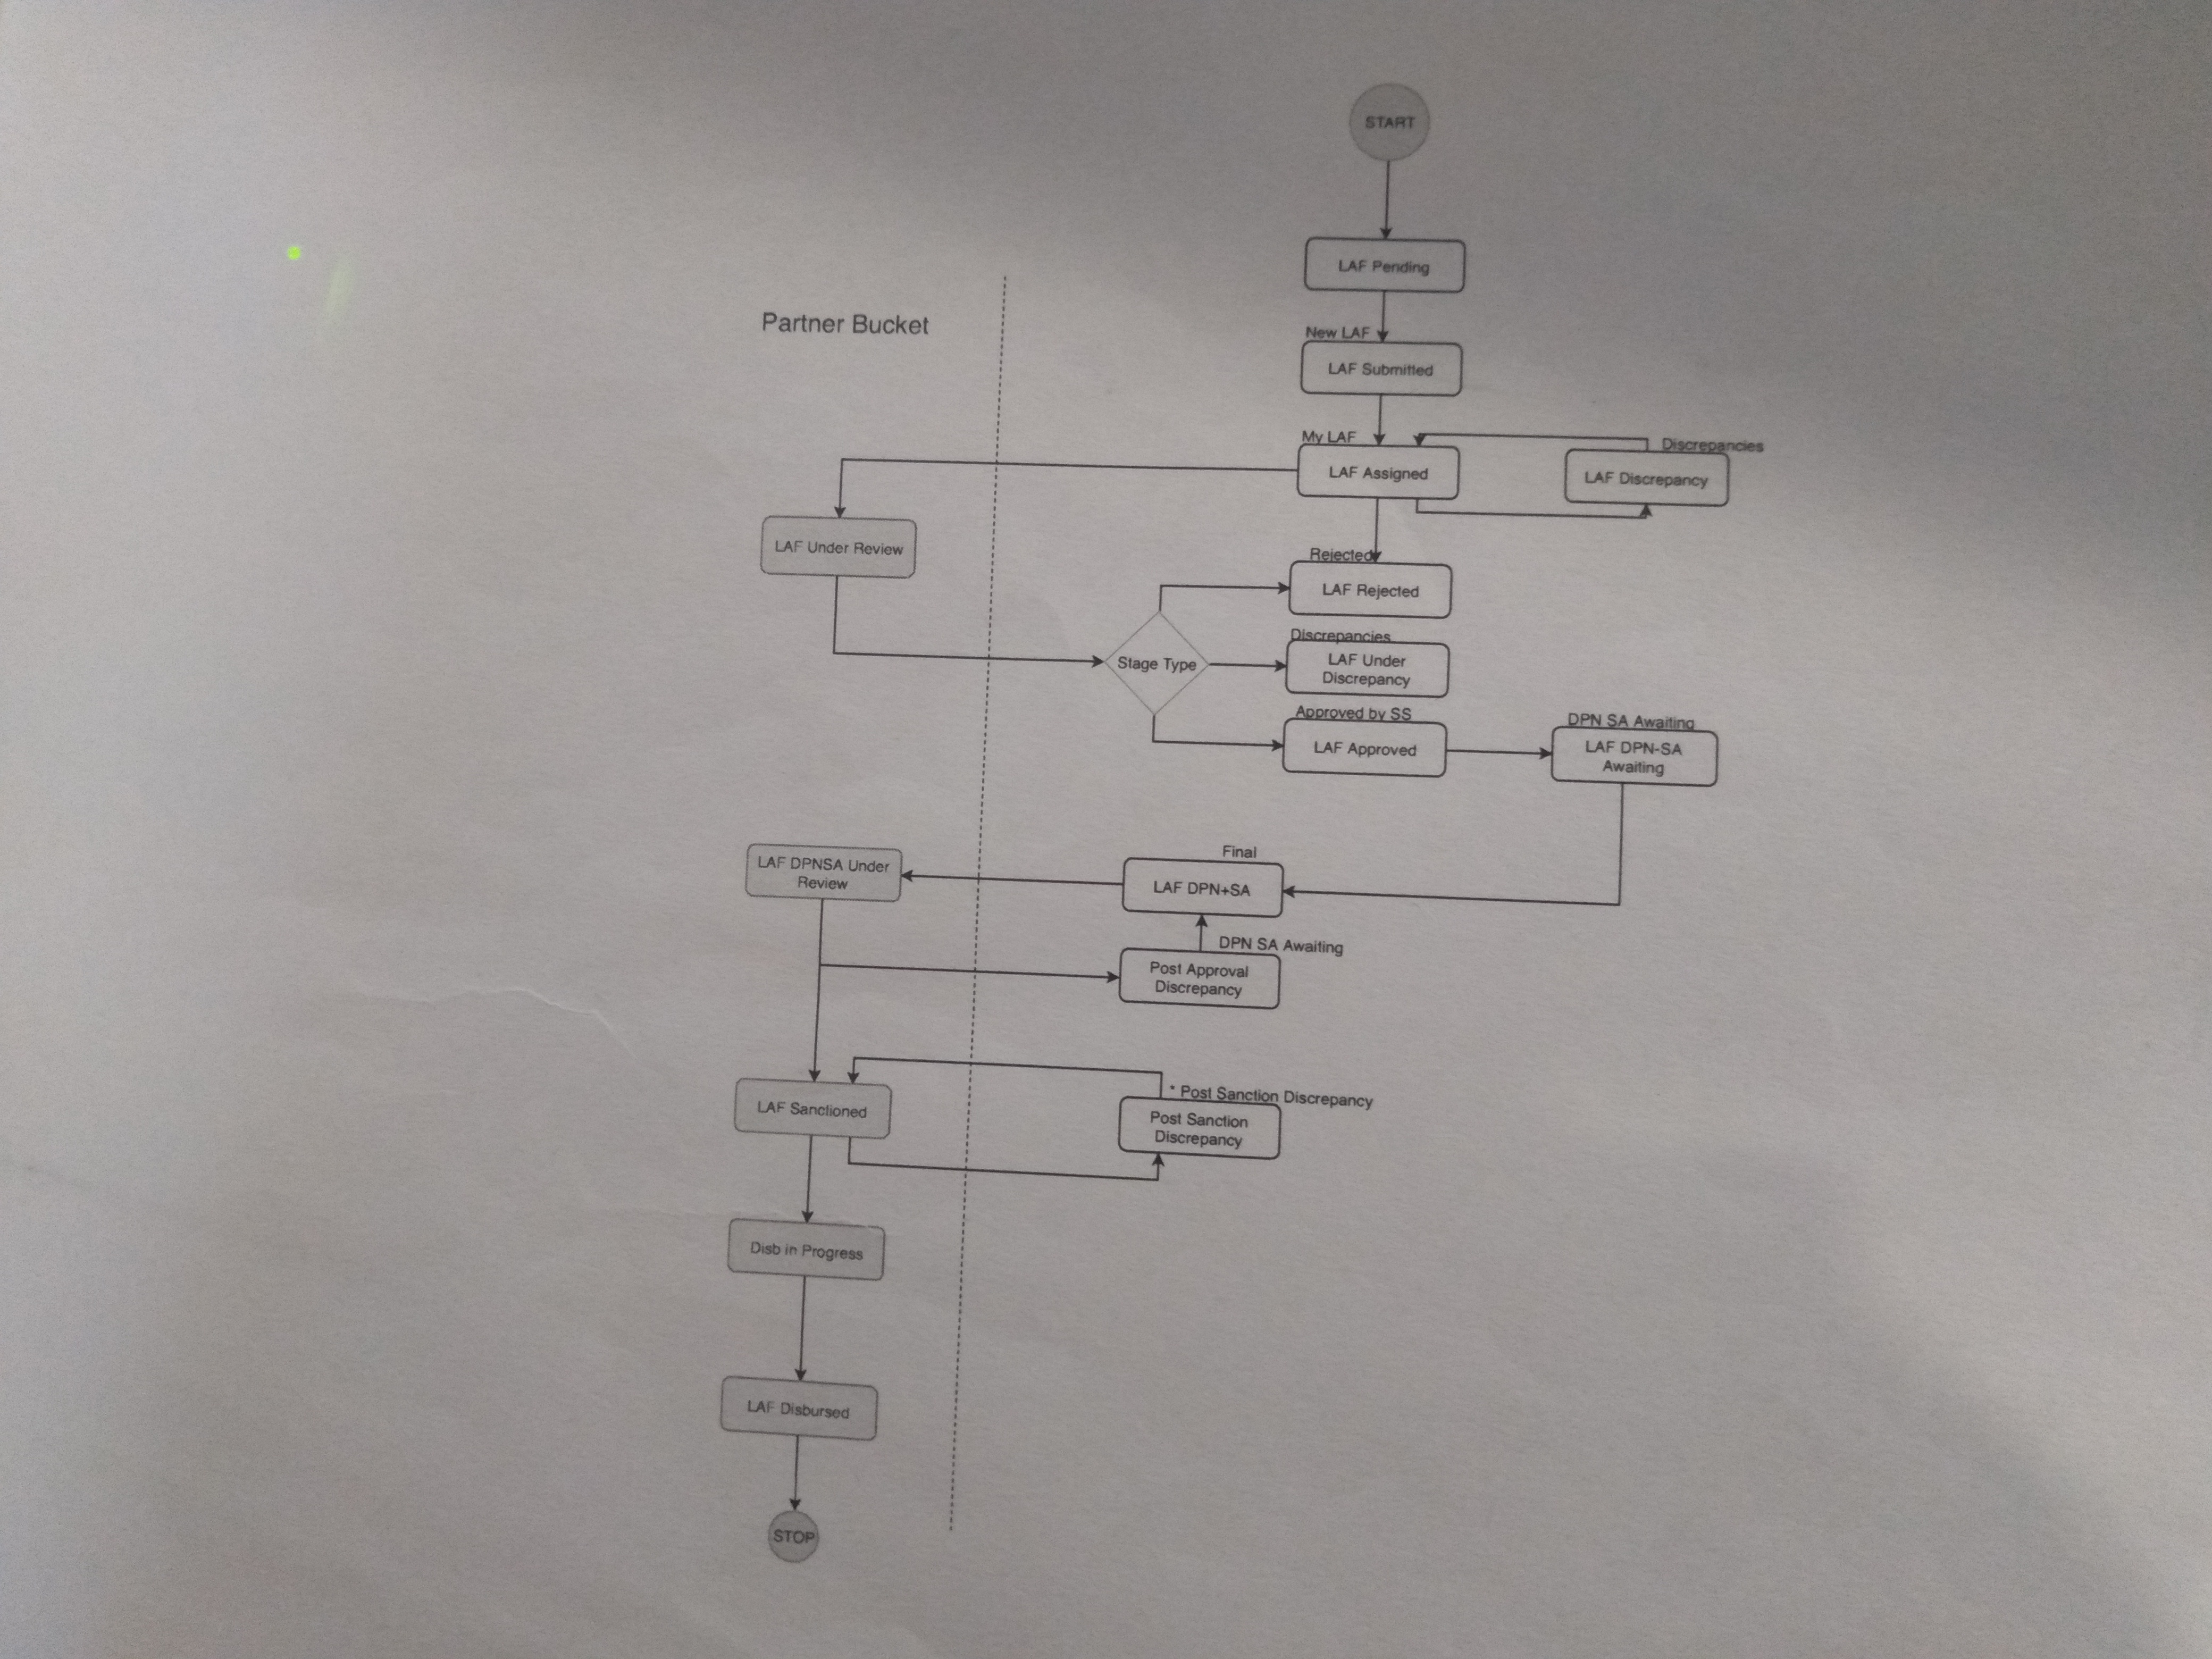 START
LAF Pending
Partner Bucket
New LAF
LAF Submitted
My LAF
LAF Assigned
Discrepancies
LAF Discrepancy
LAF Under Review
Rejected
LAF Rejected
Stage Type
Discrepancies
LAF Under
Discrepancy
Approved by SS
LAF Approved
DPN SA Awaiting
LAF DPN-SA
Awaiting
LAF DPNSA Under
Review
Final
LAF DPN+SA
DPN SA Awaiting
Post Approval
Discrepancy
LAF Sanctioned
* Post Sanction Discrepancy
Post Sanction
Discrepancy
Disb in Progress
LAF Disbursed
STOP